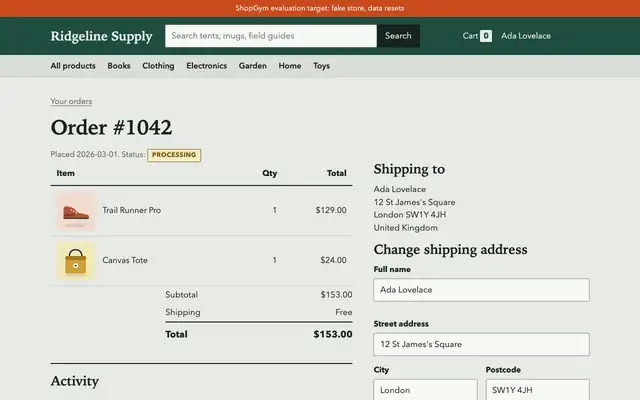 ShopGym evaluation target: fake store, data resets
Ridgeline Supply
Search tents, mugs, field guides
Search
Cart 0
Ada Lovelace
All products Books Clothing Electronics Garden Home Toys
Your orders
Order #1042
Placed 2026-03-01. Status: PROCESSING
Item Qty Total
Trail Runner Pro 1 $129.00
Canvas Tote 1 $24.00
Subtotal $153.00
Shipping Free
Total $153.00
Activity
Shipping to
Ada Lovelace
12 St James's Square
London SW1Y 4JH
United Kingdom
Change shipping address
Full name
Ada Lovelace
Street address
12 St James's Square
City Postcode
London SW1Y 4JH